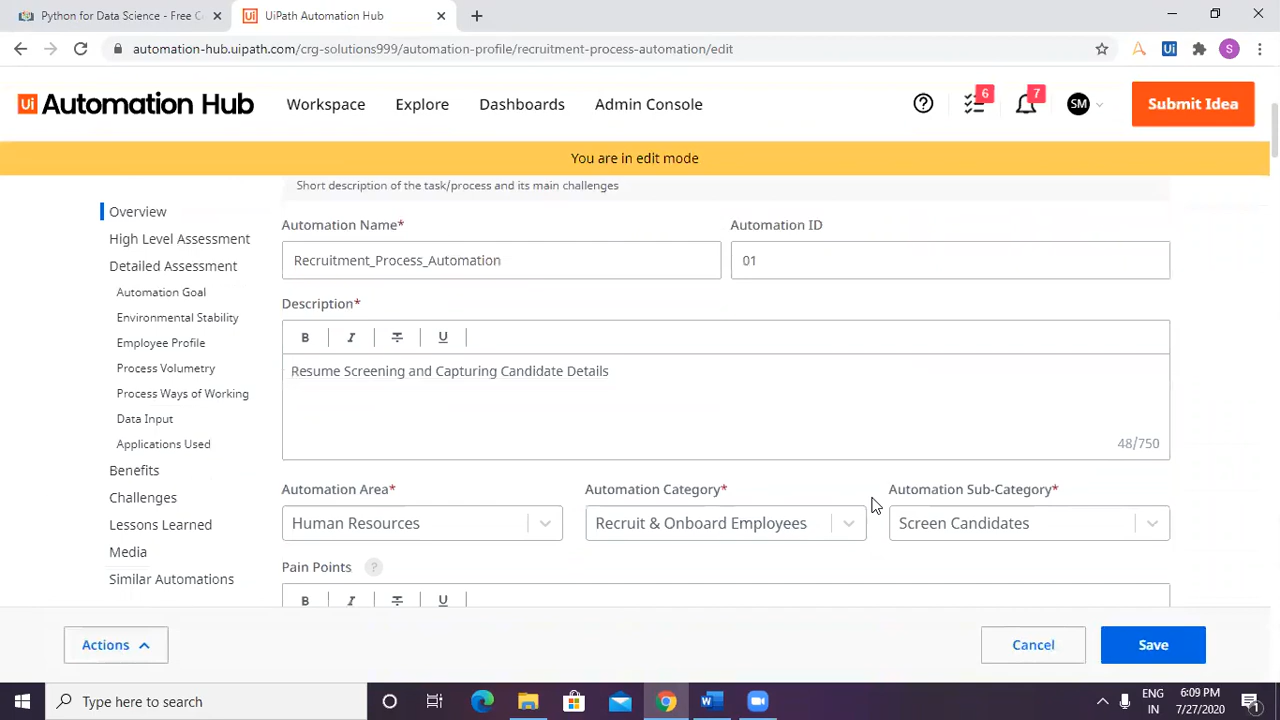 Python for Data Science - Free C
UiPath Automation Hub
automation-hub.uipath.com/crg-solutions999/automation-profile/recruitment-process-automation/edit
Ui
S
Ui Automation Hub
Workspace
Explore
Dashboards
Admin Console
6
7
SM
Submit Idea
You are in edit mode
Short description of the task/process and its main challenges
Overview
High Level Assessment
Detailed Assessment
Automation Goal
Environmental Stability
Employee Profile
Process Volumetry
Process Ways of Working
Data Input
Applications Used
Benefits
Challenges
Lessons Learned
Media
Similar Automations
Automation Name*
Automation ID
Recruitment_Process_Automation
01
Description*
B I S U
Resume Screening and Capturing Candidate Details
48/750
Automation Area*
Automation Category*
Automation Sub-Category*
Human Resources
Recruit & Onboard Employees
Screen Candidates
Pain Points ?
B I S U
Actions
Cancel
Save
Type here to search
ENG
IN
6:09 PM
7/27/2020
1